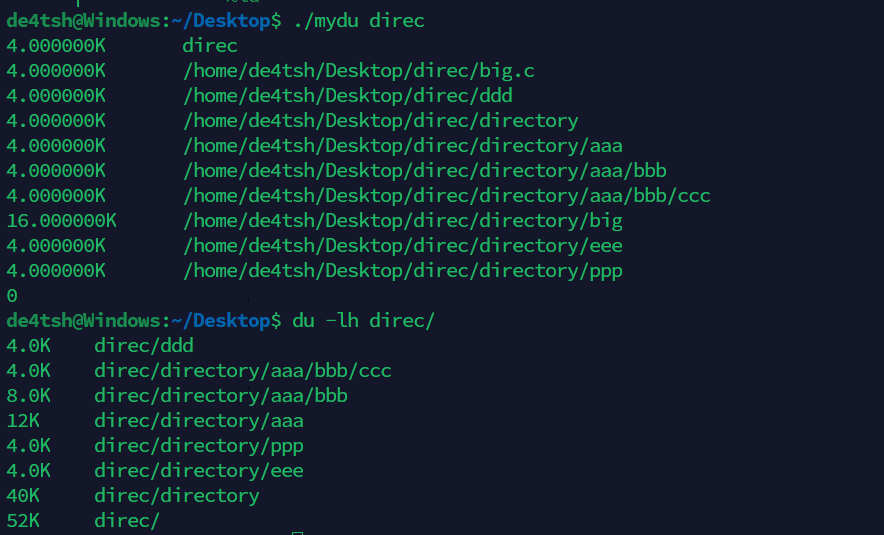 de4tsh@Windows:~/Desktop$ ./mydu direc
4.000000K direc
4.000000K /home/de4tsh/Desktop/direc/big.c
4.000000K /home/de4tsh/Desktop/direc/ddd
4.000000K /home/de4tsh/Desktop/direc/directory
4.000000K /home/de4tsh/Desktop/direc/directory/aaa
4.000000K /home/de4tsh/Desktop/direc/directory/aaa/bbb
4.000000K /home/de4tsh/Desktop/direc/directory/aaa/bbb/ccc
16.000000K /home/de4tsh/Desktop/direc/directory/big
4.000000K /home/de4tsh/Desktop/direc/directory/eee
4.000000K /home/de4tsh/Desktop/direc/directory/ppp
0
de4tsh@Windows:~/Desktop$ du -lh direc/
4.0K direc/ddd
4.0K direc/directory/aaa/bbb/ccc
8.0K direc/directory/aaa/bbb
12K direc/directory/aaa
4.0K direc/directory/ppp
4.0K direc/directory/eee
40K direc/directory
52K direc/